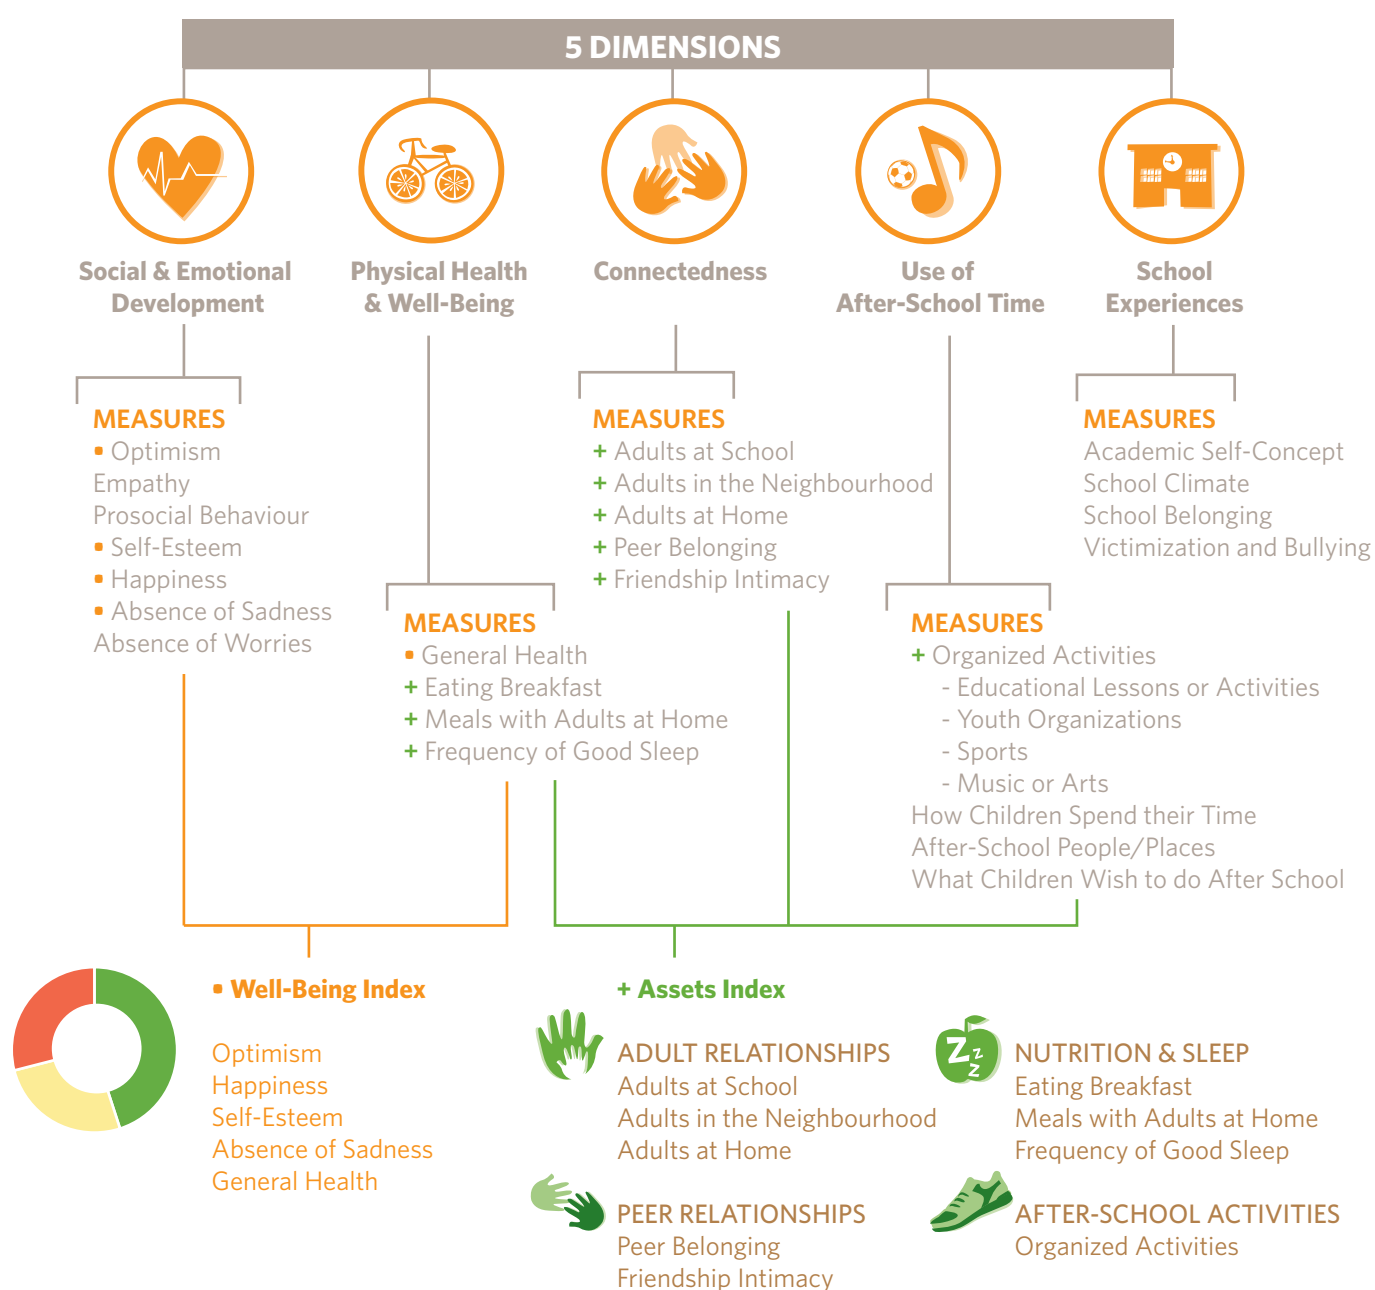 5 DIMENSIONS
Social & Emotional
Development
Physical Health
& Well-Being
Connectedness
Use of
After-School Time
School
Experiences
MEASURES
▪ Optimism
Empathy
Prosocial Behaviour
▪ Self-Esteem
▪ Happiness
▪ Absence of Sadness
Absence of Worries
MEASURES
▪ General Health
+ Eating Breakfast
+ Meals with Adults at Home
+ Frequency of Good Sleep
MEASURES
+ Adults at School
+ Adults in the Neighbourhood
+ Adults at Home
+ Peer Belonging
+ Friendship Intimacy
MEASURES
+ Organized Activities
- Educational Lessons or Activities
- Youth Organizations
- Sports
- Music or Arts
How Children Spend their Time
After-School People/Places
What Children Wish to do After School
MEASURES
Academic Self-Concept
School Climate
School Belonging
Victimization and Bullying
▪ Well-Being Index
Optimism
Happiness
Self-Esteem
Absence of Sadness
General Health
+ Assets Index
ADULT RELATIONSHIPS
Adults at School
Adults in the Neighbourhood
Adults at Home
PEER RELATIONSHIPS
Peer Belonging
Friendship Intimacy
Z
z
z
NUTRITION & SLEEP
Eating Breakfast
Meals with Adults at Home
Frequency of Good Sleep
AFTER-SCHOOL ACTIVITIES
Organized Activities